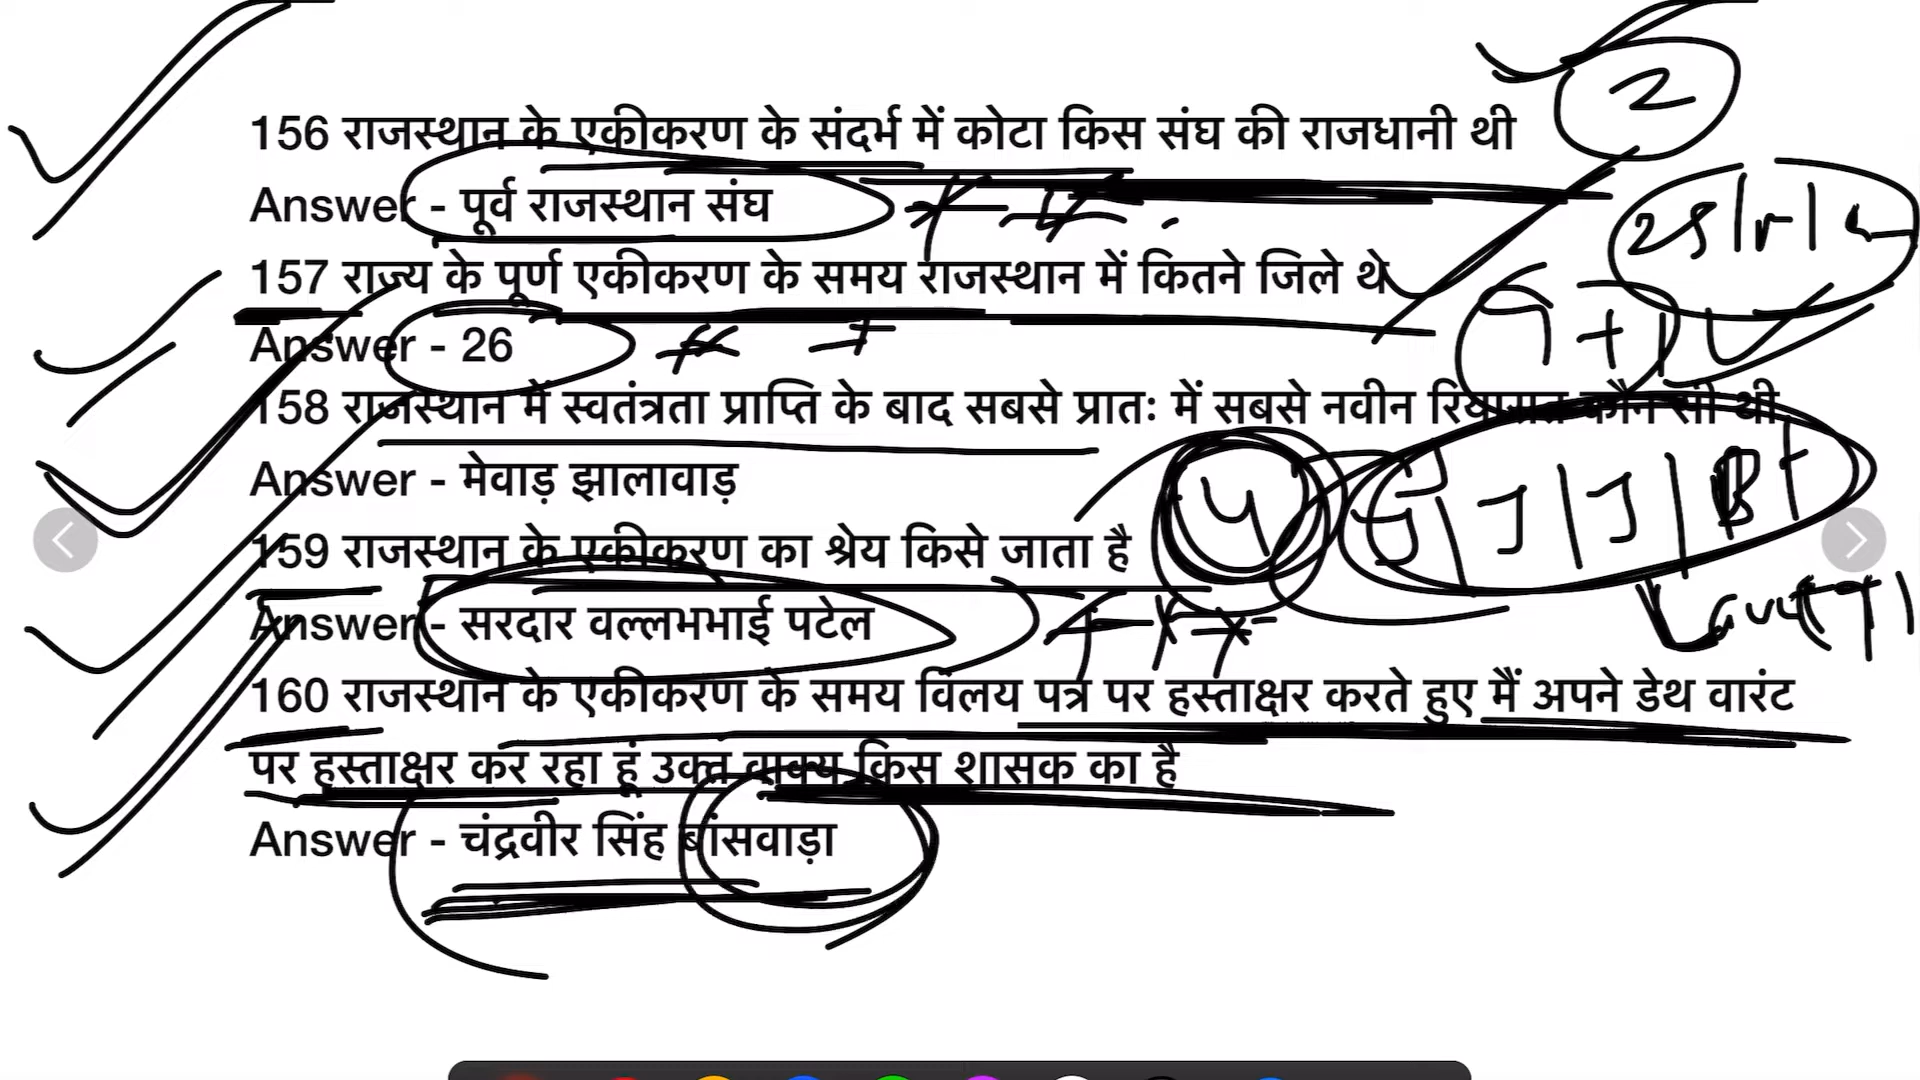 156 राजस्थान के एकीकरण के संदर्भ में कोटा किस संघ की राजधानी थी
2
Answer - पूर्व राजस्थान संघ
157 राज्य के पूर्ण एकीकरण के समय राजस्थान में कितने जिले थे
Answer - 26
158 राजस्थान में स्वतंत्रता प्राप्ति के बाद सबसे प्रातः में सबसे नवीन रियासत कौन सी थी
Answer - मेवाड़ झालावाड़
159 राजस्थान के एकीकरण का श्रेय किसे जाता है
Answer - सरदार वल्लभभाई पटेल
160 राजस्थान के एकीकरण के समय विलय पत्र पर हस्ताक्षर करते हुए मैं अपने डेथ वारंट
पर हस्ताक्षर कर रहा हूं उक्त वाक्य किस शासक का है
Answer - चंद्रवीर सिंह बांसवाड़ा